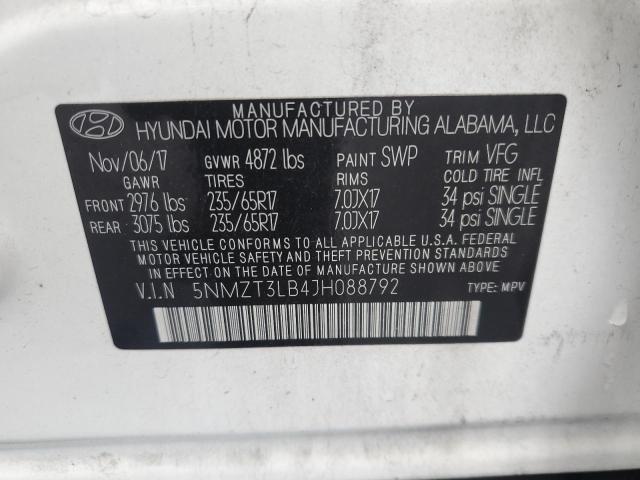 MANUFACTURED BY
HYUNDAI MOTOR MANUFACTURING ALABAMA, LLC
Nov/06/17 GVWR 4872 lbs PAINT SWP TRIM VFG
GAWR TIRES RIMS COLD TIRE INFL
FRONT 2976 lbs 235/65R17 7.0JX17 34 psi SINGLE
REAR 3075 lbs 235/65R17 7.0JX17 34 psi SINGLE
THIS VEHICLE CONFORMS TO ALL APPLICABLE U.S.A. FEDERAL
MOTOR VEHICLE SAFETY AND THEFT PREVENTION STANDARDS
IN EFFECT ON THE DATE OF MANUFACTURE SHOWN ABOVE.
V.I.N 5NMZT3LB4JH088792 TYPE: MPV